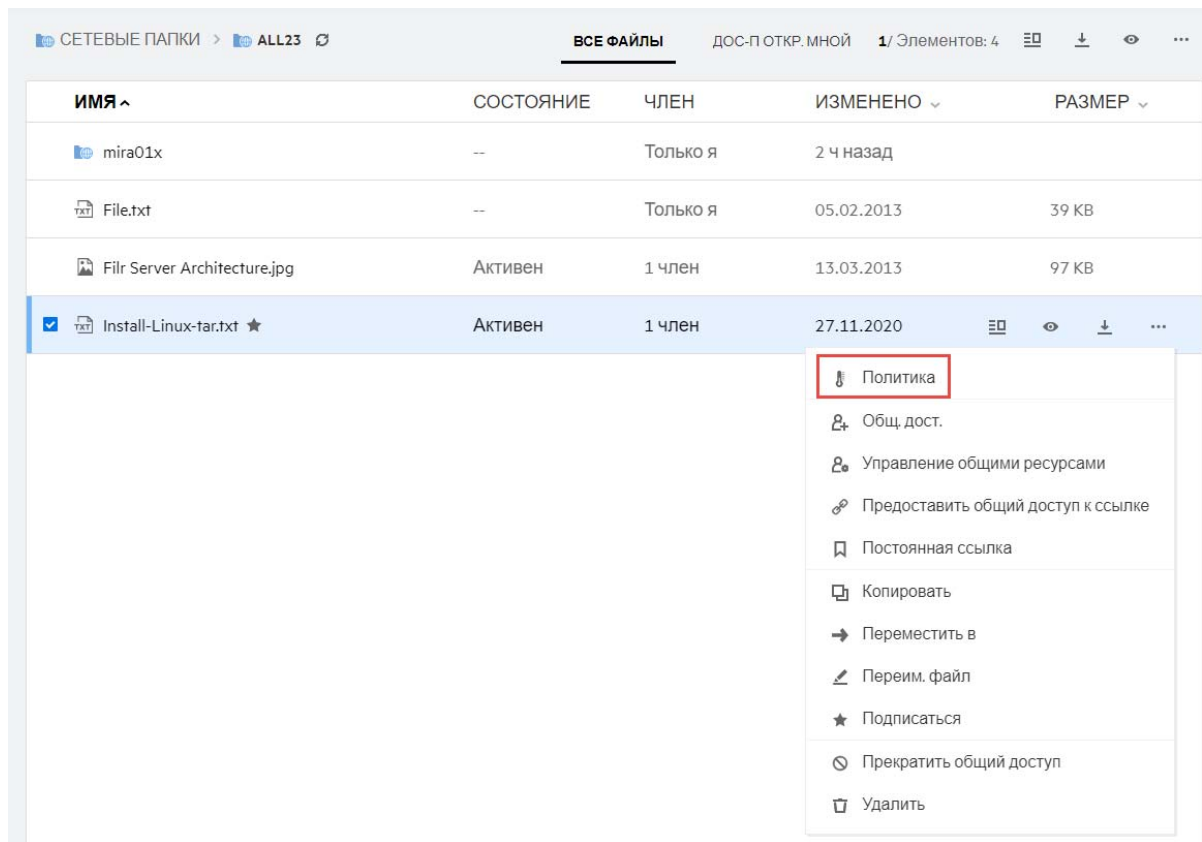 СЕТЕВЫЕ ПАПКИ > ALL23 ВСЕ ФАЙЛЫ ДОС-П ОТКР. МНОЙ 1/ Элементов: 4
ИМЯ СОСТОЯНИЕ ЧЛЕН ИЗМЕНЕНО РАЗМЕР
mira01x -- Только я 2 ч назад
TXT File.txt -- Только я 05.02.2013 39 KB
Filr Server Architecture.jpg Активен 1 член 13.03.2013 97 KB
TXT Install-Linux-tar.txt Активен 1 член 27.11.2020
Политика
Общ. дост.
Управление общими ресурсами
Предоставить общий доступ к ссылке
Постоянная ссылка
Копировать
Переместить в
Переим. файл
Подписаться
Прекратить общий доступ
Удалить